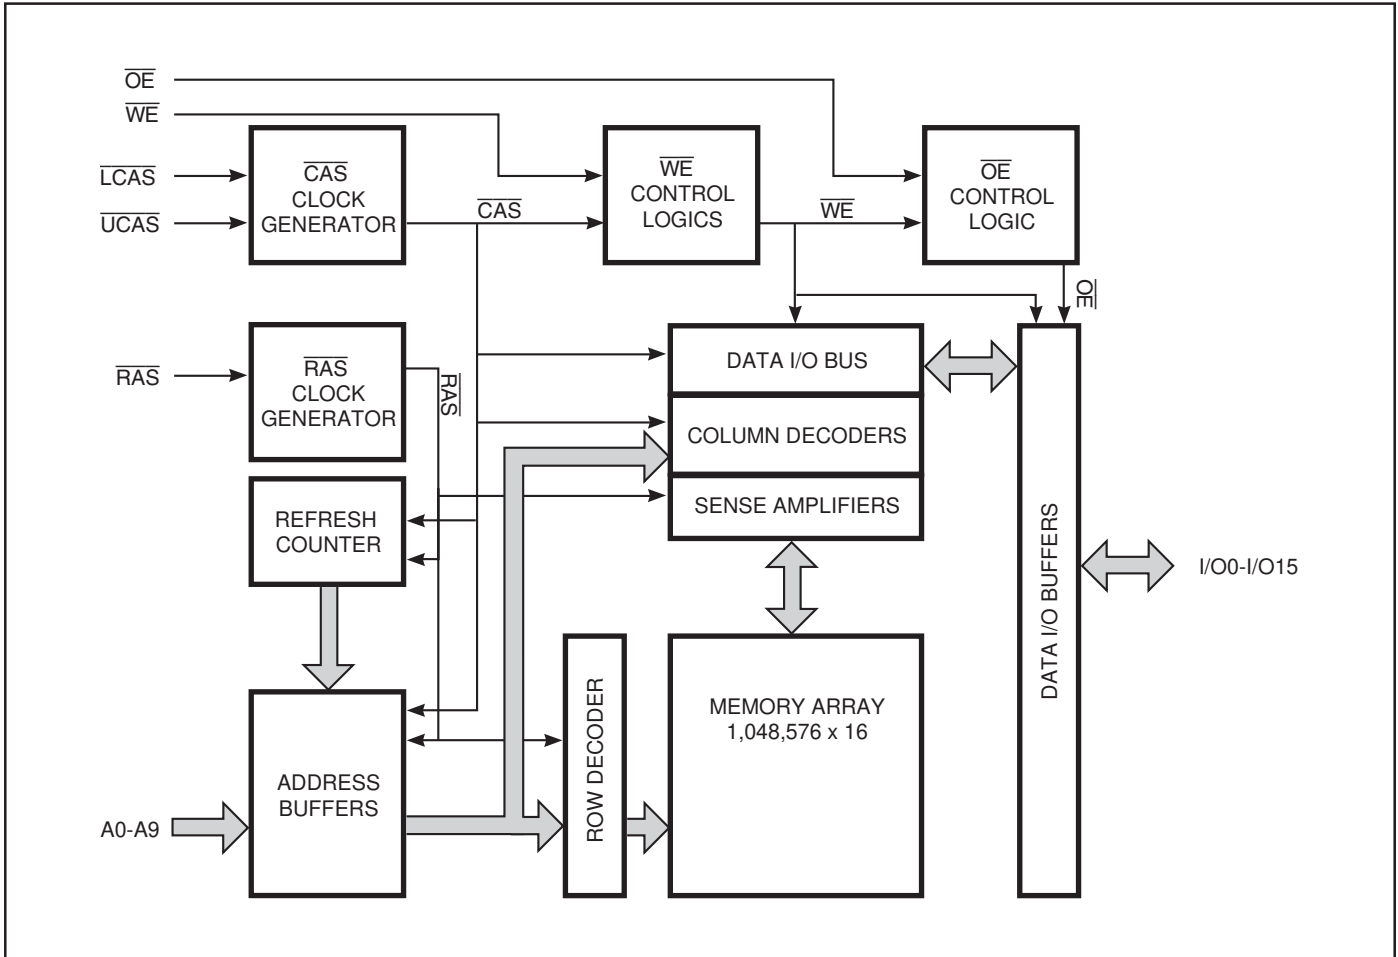 OE
WE
LCAS
UCAS
CAS
CLOCK
GENERATOR
CAS
WE
CONTROL
LOGICS
WE
OE
CONTROL
LOGIC
OE
RAS
RAS
CLOCK
GENERATOR
RAS
DATA I/O BUS
COLUMN DECODERS
SENSE AMPLIFIERS
REFRESH
COUNTER
DATA I/O BUFFERS
I/O0-I/O15
ROW DECODER
MEMORY ARRAY
1,048,576 x 16
ADDRESS
BUFFERS
A0-A9